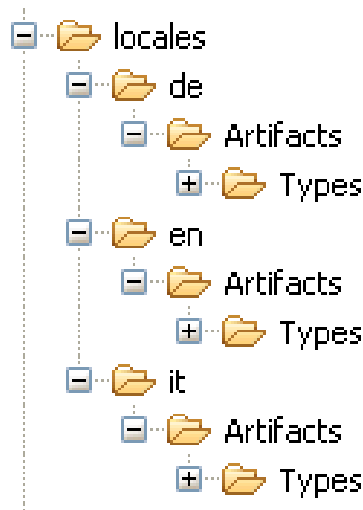 locales
de
Artifacts
Types
en
Artifacts
Types
it
Artifacts
Types